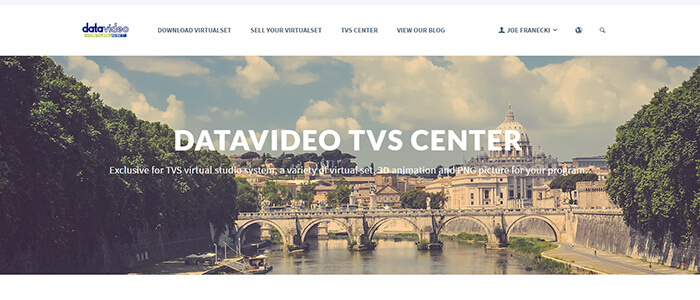 datavideo
DOWNLOAD VIRTUALSET
SELL YOUR VIRTUALSET
TVS CENTER
VIEW OUR BLOG
JOE FRANECKI
DATAVIDEO TVS CENTER
Exclusive for TVS virtual studio system, a variety of virtual set, 3D animation and PNG picture for your program.